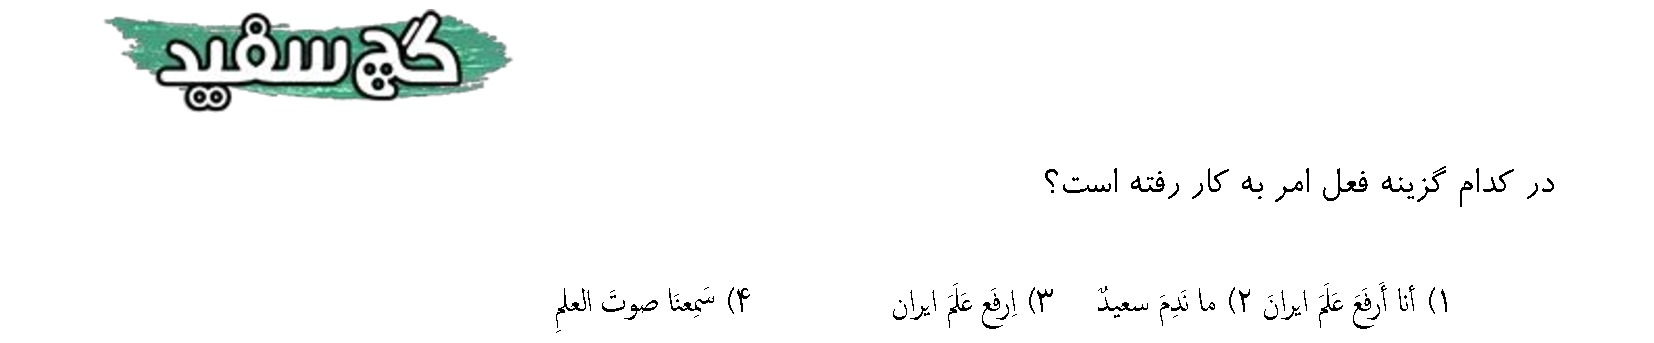 گچ سفید
در کدام گزینه فعل امر به کار رفته است؟
۱) أنا أَرفَعَ عَلَمَ ایرانَ ۲) ما نَدِمَ سعیدٌ ۳) اِرفَع عَلَمَ ایران ۴) سَمِعنَا صوتَ العلمِ